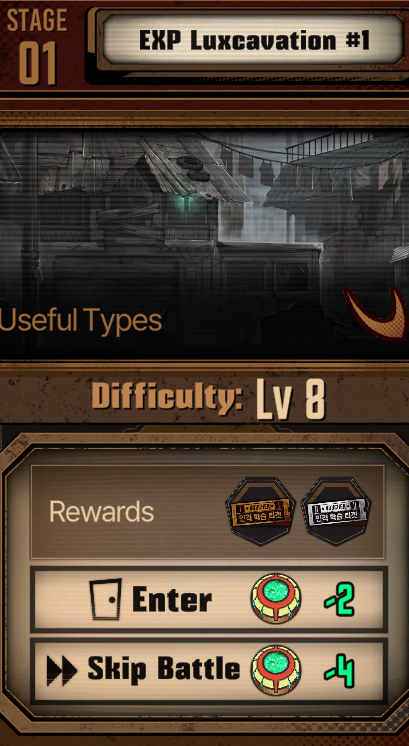 STAGE
01
EXP Luxcavation #1
Useful Types
Difficulty: Lv 8
Rewards
인격 학습 티켓
인격 학습 티켓
Enter
-2
Skip Battle
-4